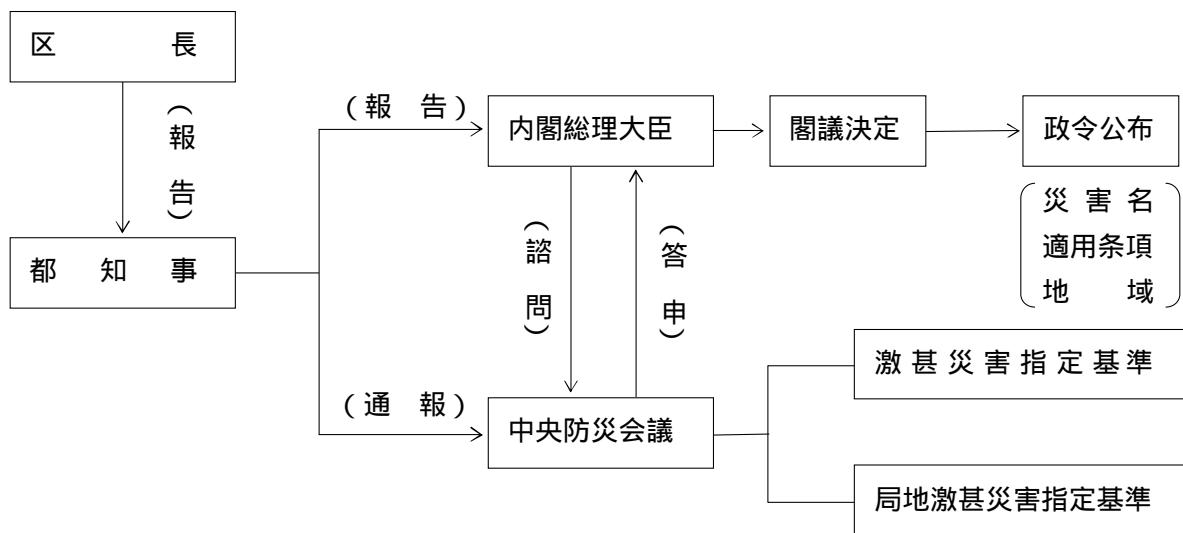 区長
(報告)
都知事
(報告)
内閣総理大臣
閣議決定
政令公布
災害名
適用条項
地域
(諮問)
(答申)
(通報)
中央防災会議
激甚災害指定基準
局地激甚災害指定基準